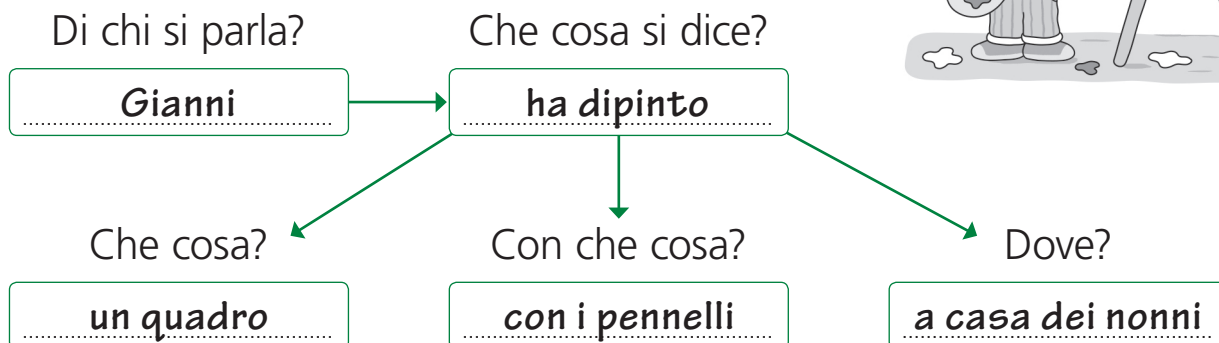 Di chi si parla? Che cosa si dice?
Gianni ha dipinto
Che cosa? Con che cosa? Dove?
un quadro con i pennelli a casa dei nonni